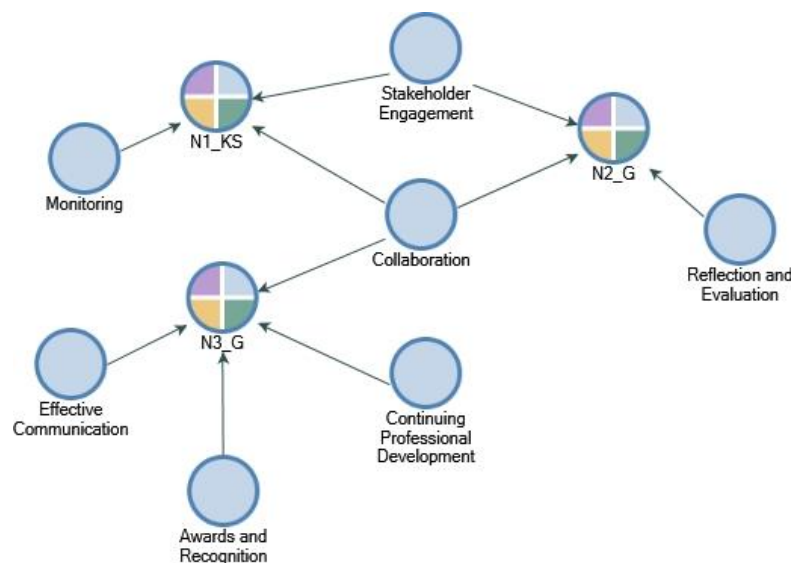 Stakeholder
Engagement
N1_KS
N2_G
Monitoring
Collaboration
Reflection and
Evaluation
N3_G
Effective
Communication
Continuing
Professional
Development
Awards and
Recognition